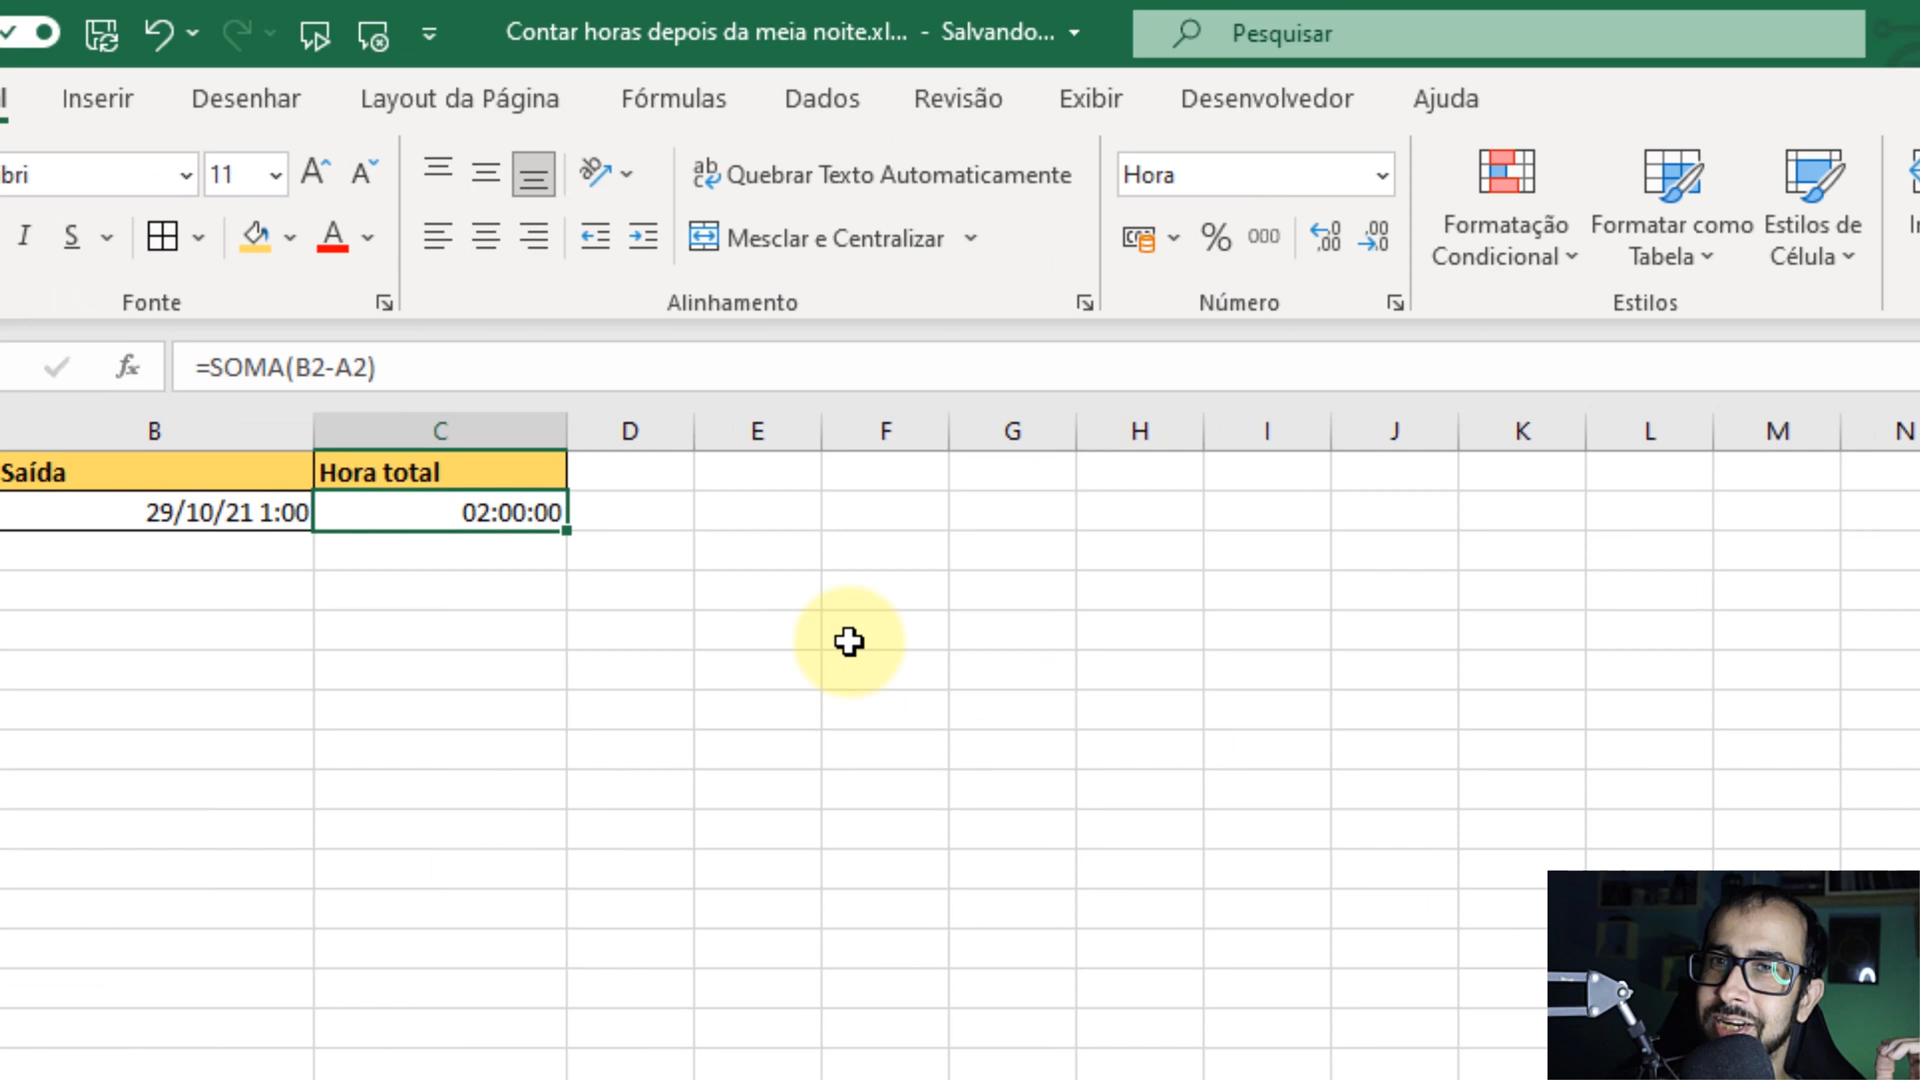 Contar horas depois da meia noite.xl... - Salvando...
Pesquisar
Inserir Desenhar Layout da Página Fórmulas Dados Revisão Exibir Desenvolvedor Ajuda
11 Quebrar Texto Automaticamente Hora
I S Mesclar e Centralizar % 000
Formatação Condicional
Formatar como Tabela
Estilos de Célula
Fonte Alinhamento Número Estilos
fx =SOMA(B2-A2)
B C D E F G H I J K L M N
Saída Hora total
29/10/21 1:00 02:00:00